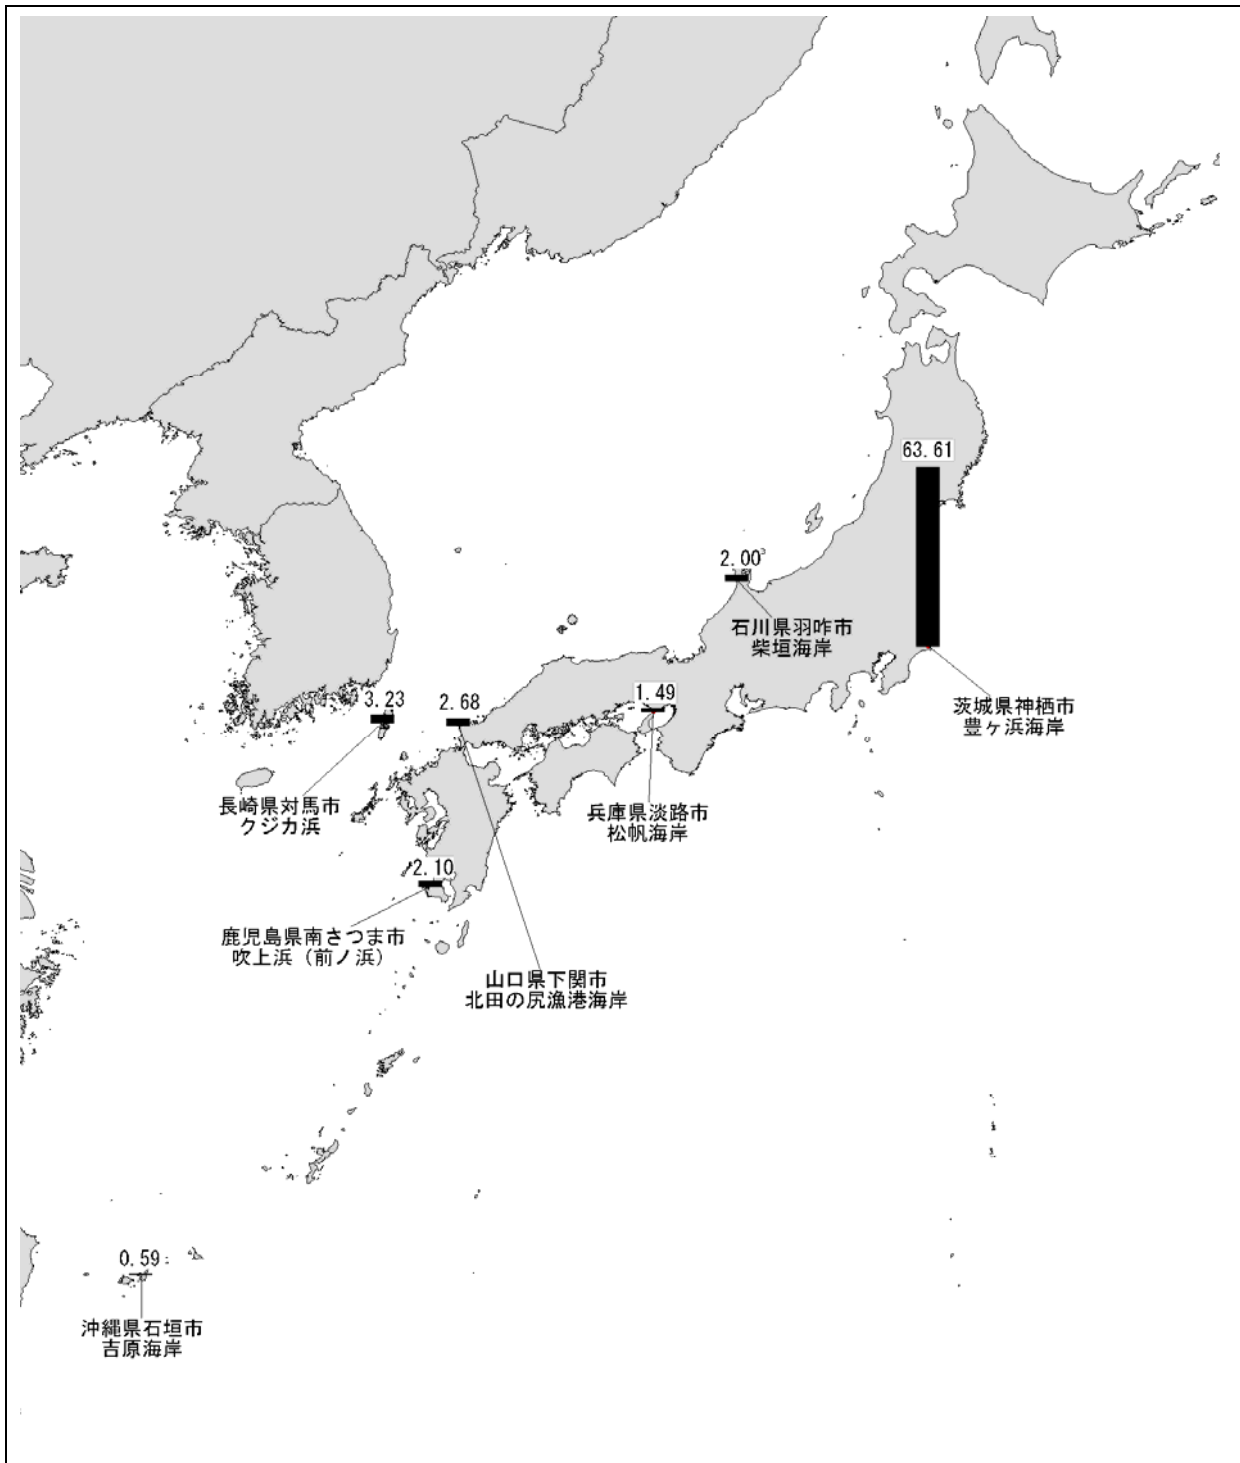 63.61
2.00
石川県羽咋市
柴垣海岸
茨城県神栖市
豊ヶ浜海岸
3.23
2.68
1.49
長崎県対馬市
クジカ浜
兵庫県淡路市
松帆海岸
2.10
鹿児島県南さつま市
吹上浜（前ノ浜）
山口県下関市
北田の尻漁港海岸
0.59
沖縄県石垣市
吉原海岸